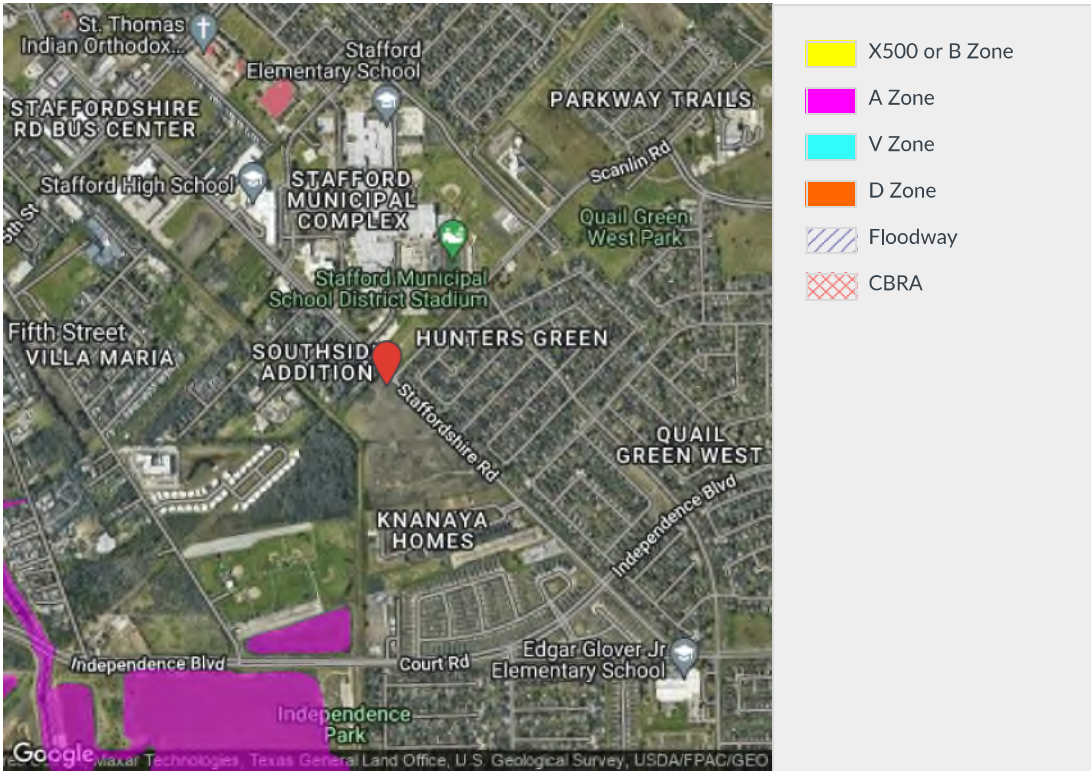 St. Thomas
Indian Orthodox...
Stafford
Elementary School
STAFFORDSHIRE
RD BUS CENTER
PARKWAY TRAILS
Scanlin Rd
Stafford High School
STAFFORD
MUNICIPAL
COMPLEX
5th St
Quail Green
West Park
Stafford Municipal
School District Stadium
Fifth Street
VILLA MARIA
SOUTHSID
ADDITION
HUNTERS GREEN
Staffordshire Rd
QUAIL
GREEN WEST
Independence Blvd
KNANAYA
HOMES
Independence Blvd
Court Rd
Edgar Glover Jr
Elementary School
Independence
Park
Google
Maxar Technologies, Texas General Land Office, U.S. Geological Survey, USDA/FPAC/GEO
X500 or B Zone
A Zone
V Zone
D Zone
Floodway
CBRA